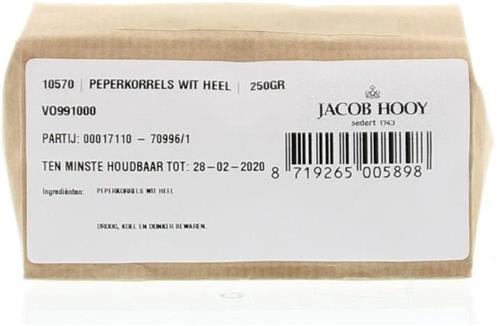 10570 | PEPERKORRELS WIT HEEL | 250GR
VO991000
PARTIJ: 00017110 - 70996/1
TEN MINSTE HOUDBAAR TOT: 28-02-2020
Ingrediënten: PEPERKORRELS WIT HEEL
DROOG, KOEL EN DONKER BEWAREN.
JACOB HOOY
sedert 1743
8 719265 005898